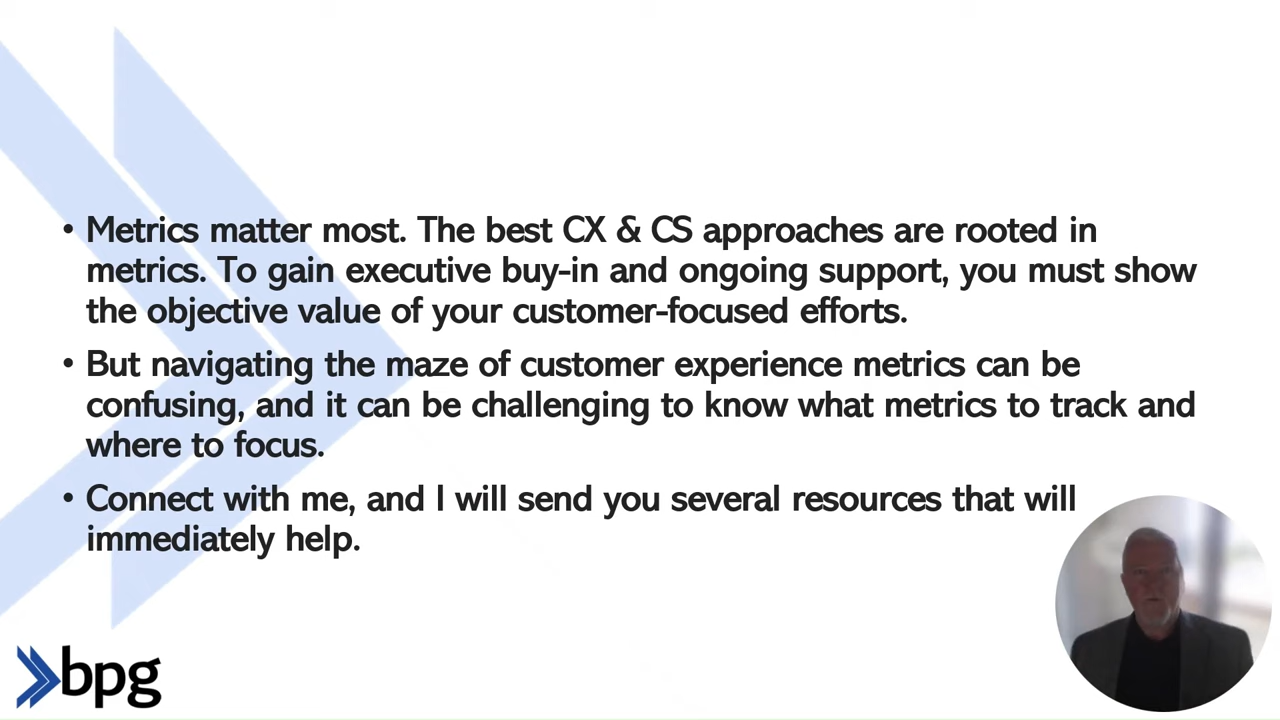 • Metrics matter most. The best CX & CS approaches are rooted in
metrics. To gain executive buy-in and ongoing support, you must show
the objective value of your customer-focused efforts.
• But navigating the maze of customer experience metrics can be
confusing, and it can be challenging to know what metrics to track and
where to focus.
• Connect with me, and I will send you several resources that will
immediately help.
bpg